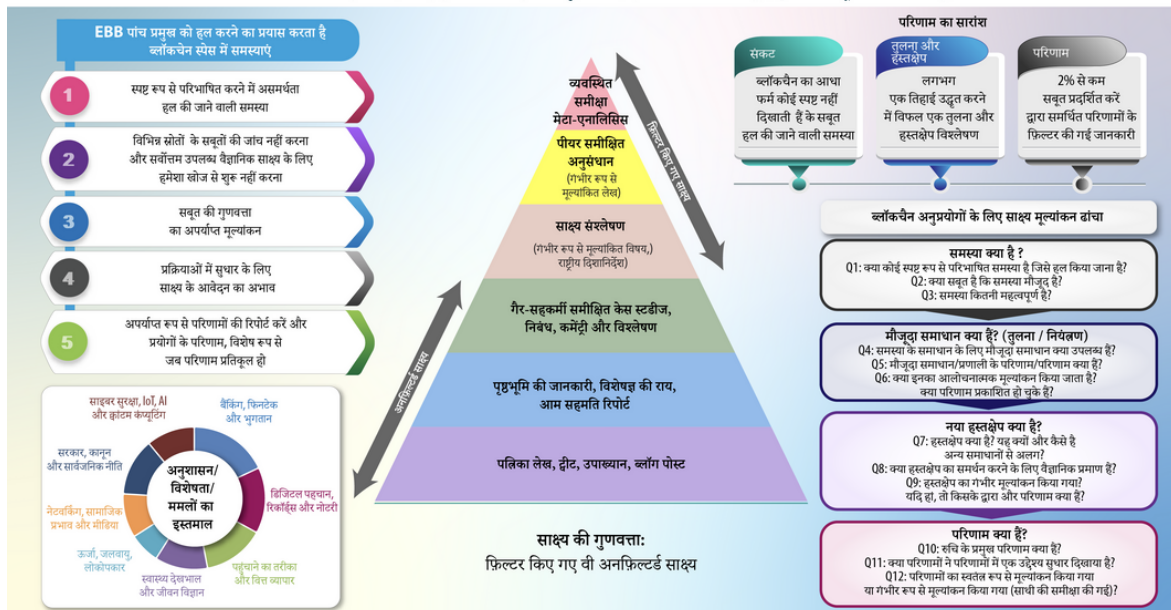 EBB पांच प्रमुख को हल करने का प्रयास करता है
ब्लॉकचेन स्पेस में समस्याएं
1
स्पष्ट रूप से परिभाषित करने में असमर्थता
हल की जाने वाली समस्या
2
विभिन्न स्रोतों के सबूतों की जांच नहीं करना
और सर्वोत्तम उपलब्ध वैज्ञानिक साक्ष्य के लिए
हमेशा खोज से शुरू नहीं करना
3
सबूत की गुणवत्ता
का अपर्याप्त मूल्यांकन
4
प्रक्रियाओं में सुधार के लिए
साक्ष्य के आवेदन का अभाव
5
अपर्याप्त रूप से परिणामों की रिपोर्ट करें और
प्रयोगों के परिणाम, विशेष रूप से
जब परिणाम प्रतिकूल हो
साइबर सुरक्षा, IoT, AI
और क्वांटम कंप्यूटिंग
बैंकिंग, फिनटेक
और भुगतान
सरकार, कानून
और सार्वजनिक नीति
डिजिटल पहचान,
रिकॉर्ड्स और नोटरी
नेटवर्किंग, सामाजिक
प्रभाव और मीडिया
ऊर्जा, जलवायु,
लोकोपकार
स्वास्थ्य देखभाल
और जीवन विज्ञान
पहुंचाने का तरीका
और वित्त व्यापार
अनुशासन/
विशेषता/
ममलों का
इस्तमाल
व्यवस्थित
समीक्षा
मेटा-एनालिसिस
पीयर समीक्षित
अनुसंधान
(गंभीर रूप से
मूल्यांकित लेख)
साक्ष्य संश्लेषण
(गंभीर रूप से मूल्यांकित विषय,)
राष्ट्रीय दिशानिर्देश)
गैर-सहकर्मी समीक्षित केस स्टडीज,
निबंध, कमेंट्री और विश्लेषण
पृष्ठभूमि की जानकारी, विशेषज्ञ की राय,
आम सहमति रिपोर्ट
पत्रिका लेख, ट्वीट, उपाख्यान, ब्लॉग पोस्ट
फ़िल्टर किए गए साक्ष्य
अनफ़िल्टर्ड साक्ष्य
साक्ष्य की गुणवत्ता:
फ़िल्टर किए गए वी अनफ़िल्टर्ड साक्ष्य
परिणाम का सारांश
संकट
ब्लॉकचैन का आधा
फर्म कोई स्पष्ट नहीं
दिखाती हैं के सबूत
हल की जाने वाली समस्या
तुलना और
हस्तक्षेप
लगभग
एक तिहाई उद्धृत करने
में विफल एक तुलना और
हस्तक्षेप विश्लेषण
परिणाम
2% से कम
सबूत प्रदर्शित करें
द्वारा समर्थित परिणामों के
फ़िल्टर की गई जानकारी
ब्लॉकचैन अनुप्रयोगों के लिए साक्ष्य मूल्यांकन ढांचा
समस्या क्या है ?
Q1: क्या कोई स्पष्ट रूप से परिभाषित समस्या है जिसे हल किया जाना है?
Q2: क्या सबूत है कि समस्या मौजूद है?
Q3: समस्या कितनी महत्वपूर्ण है?
मौजूदा समाधान क्या हैं? (तुलना / नियंत्रण)
Q4: समस्या के समाधान के लिए मौजूदा समाधान क्या उपलब्ध हैं?
Q5: मौजूदा समाधान/प्रणाली के परिणाम/परिणाम क्या हैं?
Q6: क्या इनका आलोचनात्मक मूल्यांकन किया जाता है?
क्या परिणाम प्रकाशित हो चुके हैं?
नया हस्तक्षेप क्या है?
Q7: हस्तक्षेप क्या है? यह क्यों और कैसे है
अन्य समाधानों से अलग?
Q8: क्या हस्तक्षेप का समर्थन करने के लिए वैज्ञानिक प्रमाण हैं?
Q9: हस्तक्षेप का गंभीर मूल्यांकन किया गया?
यदि हां, तो किसके द्वारा और परिणाम क्या हैं?
परिणाम क्या हैं?
Q10: रुचि के प्रमुख परिणाम क्या हैं?
Q11: क्या परिणामों ने परिणामों में एक उद्देश्य सुधार दिखाया है?
Q12: परिणामों का स्वतंत्र रूप से मूल्यांकन किया गया
या गंभीर रूप से मूल्यांकन किया गया (साथी की समीक्षा की गई)?